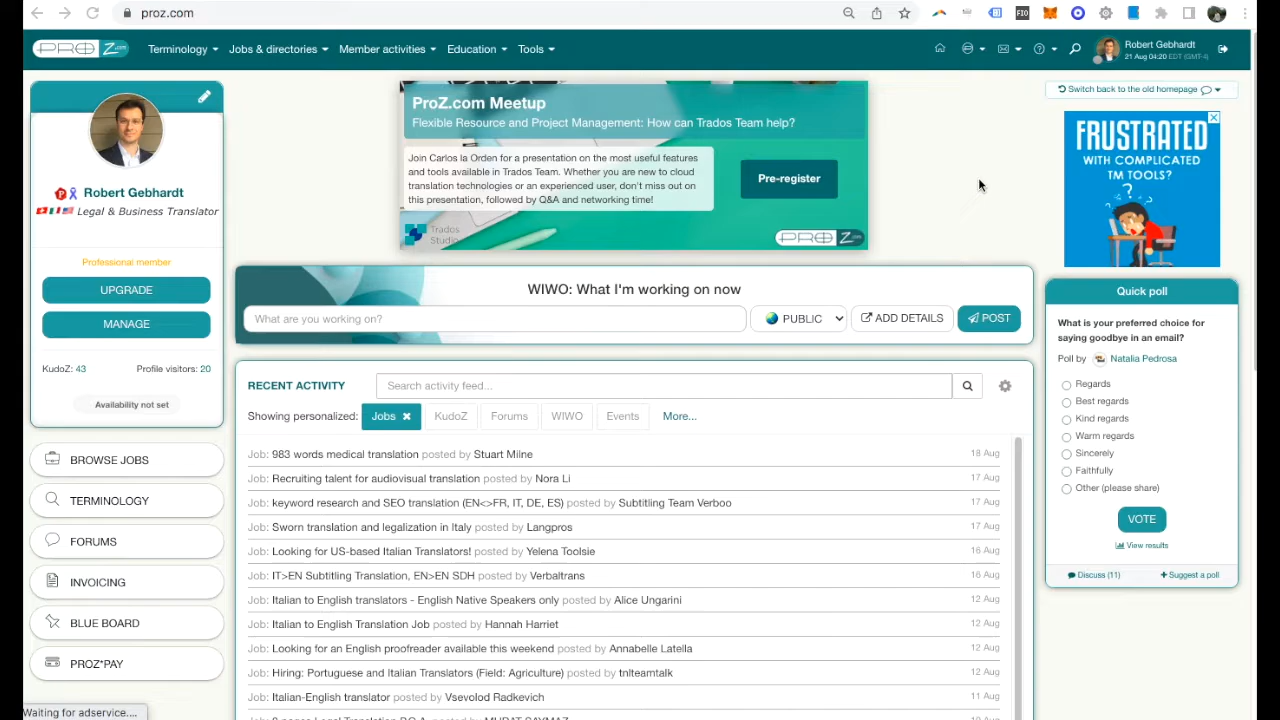 proz.com
PROZ.com
Terminology
Jobs & directories
Member activities
Education
Tools
Robert Gebhardt
21 Aug 04:20 EDT (GMT-4)
Robert Gebhardt
Legal & Business Translator
Professional member
UPGRADE
MANAGE
KudoZ: 43
Profile visitors: 20
Availability not set
BROWSE JOBS
TERMINOLOGY
FORUMS
INVOICING
BLUE BOARD
PROZ*PAY
Waiting for adservice....
ProZ.com Meetup
Flexible Resource and Project Management: How can Trados Team help?
Join Carlos la Orden for a presentation on the most useful features
and tools available in Trados Team. Whether you are new to cloud
translation technologies or an experienced user, don't miss out on
this presentation, followed by Q&A and networking time!
Pre-register
Trados
Studio
PROZ.com
WIWO: What I'm working on now
What are you working on?
PUBLIC
ADD DETAILS
POST
RECENT ACTIVITY
Search activity feed...
Showing personalized:
Jobs ×
KudoZ
Forums
WIWO
Events
More...
Job: 983 words medical translation posted by Stuart Milne 18 Aug
Job: Recruiting talent for audiovisual translation posted by Nora Li 17 Aug
Job: keyword research and SEO translation (EN<>FR, IT, DE, ES) posted by Subtitling Team Verboo 17 Aug
Job: Sworn translation and legalization in Italy posted by Langpros 17 Aug
Job: Looking for US-based Italian Translators! posted by Yelena Toolsie 16 Aug
Job: IT>EN Subtitling Translation, EN>EN SDH posted by Verbaltrans 16 Aug
Job: Italian to English translators - English Native Speakers only posted by Alice Ungarini 12 Aug
Job: Italian to English Translation Job posted by Hannah Harriet 12 Aug
Job: Looking for an English proofreader available this weekend posted by Annabelle Latella 12 Aug
Job: Hiring: Portuguese and Italian Translators (Field: Agriculture) posted by tnlteamtalk 12 Aug
Job: Italian-English translator posted by Vsevolod Radkevich 11 Aug
Switch back to the old homepage
FRUSTRATED
WITH COMPLICATED
TM TOOLS?
Quick poll
What is your preferred choice for
saying goodbye in an email?
Poll by Natalia Pedrosa
Regards
Best regards
Kind regards
Warm regards
Sincerely
Faithfully
Other (please share)
VOTE
View results
Discuss (11)
+ Suggest a poll